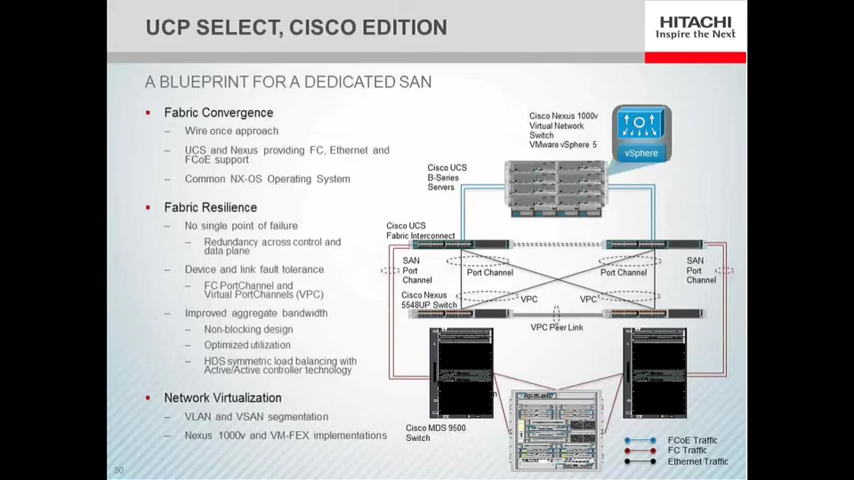 UCP SELECT, CISCO EDITION
HITACHI
Inspire the Next
A BLUEPRINT FOR A DEDICATED SAN
Fabric Convergence
– Wire once approach
– UCS and Nexus providing FC, Ethernet and
FCoE support
– Common NX-OS Operating System
Fabric Resilience
– No single point of failure
– Redundancy across control and
data plane
– Device and link fault tolerance
– FC PortChannel and
Virtual PortChannels (VPC)
– Improved aggregate bandwidth
– Non-blocking design
– Optimized utilization
– HDS symmetric load balancing with
Active/Active controller technology
Network Virtualization
– VLAN and VSAN segmentation
– Nexus 1000v and VM-FEX implementations
Cisco Nexus 1000v
Virtual Network
Switch
VMware vSphere 5
vSphere
Cisco UCS
B-Series
Servers
Cisco UCS
Fabric Interconnect
SAN
Port
Channel
Port Channel
Port Channel
SAN
Port
Channel
Cisco Nexus
5548UP Switch
VPC
VPC
VPC Peer Link
Cisco MDS 9500
Switch
FCoE Traffic
FC Traffic
Ethernet Traffic
30